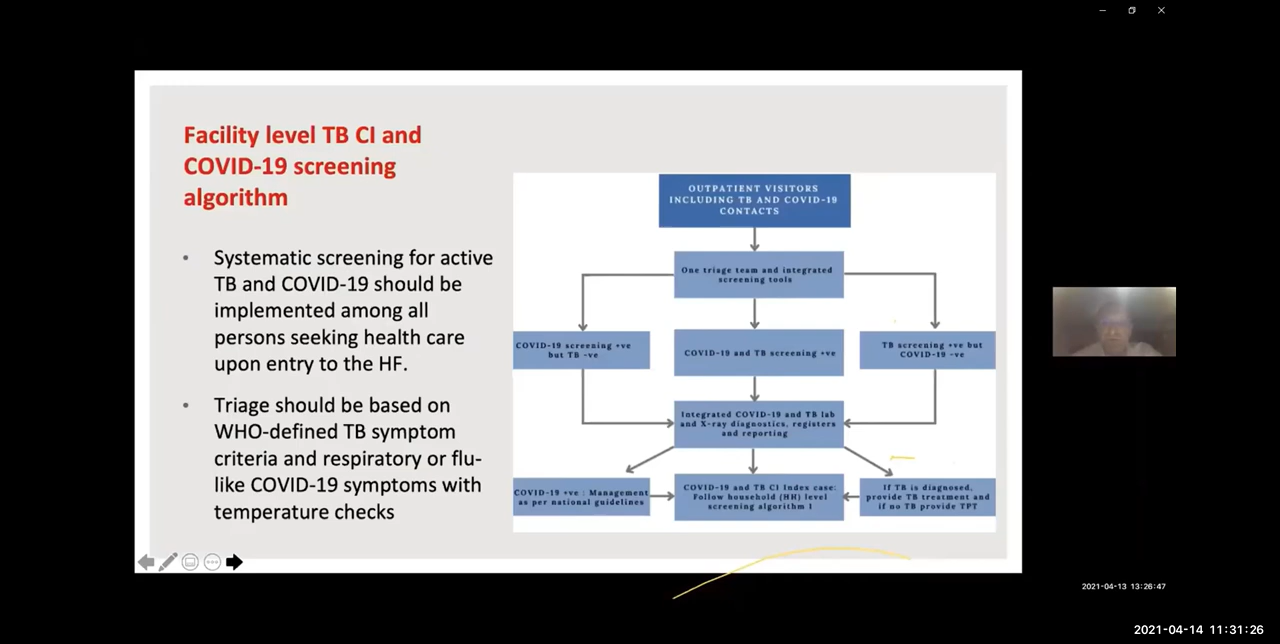 Facility level TB CI and
COVID-19 screening
algorithm
• Systematic screening for active
TB and COVID-19 should be
implemented among all
persons seeking health care
upon entry to the HF.
• Triage should be based on
WHO-defined TB symptom
criteria and respiratory or flu-
like COVID-19 symptoms with
temperature checks
OUTPATIENT VISITORS
INCLUDING TB AND COVID-19
CONTACTS
One triage team and integrated
screening tools
COVID-19 screening +ve
but TB -ve
COVID-19 and TB screening +ve
TB screening +ve but
COVID-19 -ve
Integrated COVID-19 and TB lab
and X-ray diagnostics, registers
and reporting
COVID-19 +ve : Management
as per national guidelines
COVID-19 and TB CI Index case:
Follow household (HH) level
screening algorithm 1
If TB is diagnosed,
provide TB treatment and
if no TB provide TPT
2021-04-13 13:26:47
2021-04-14 11:31:26